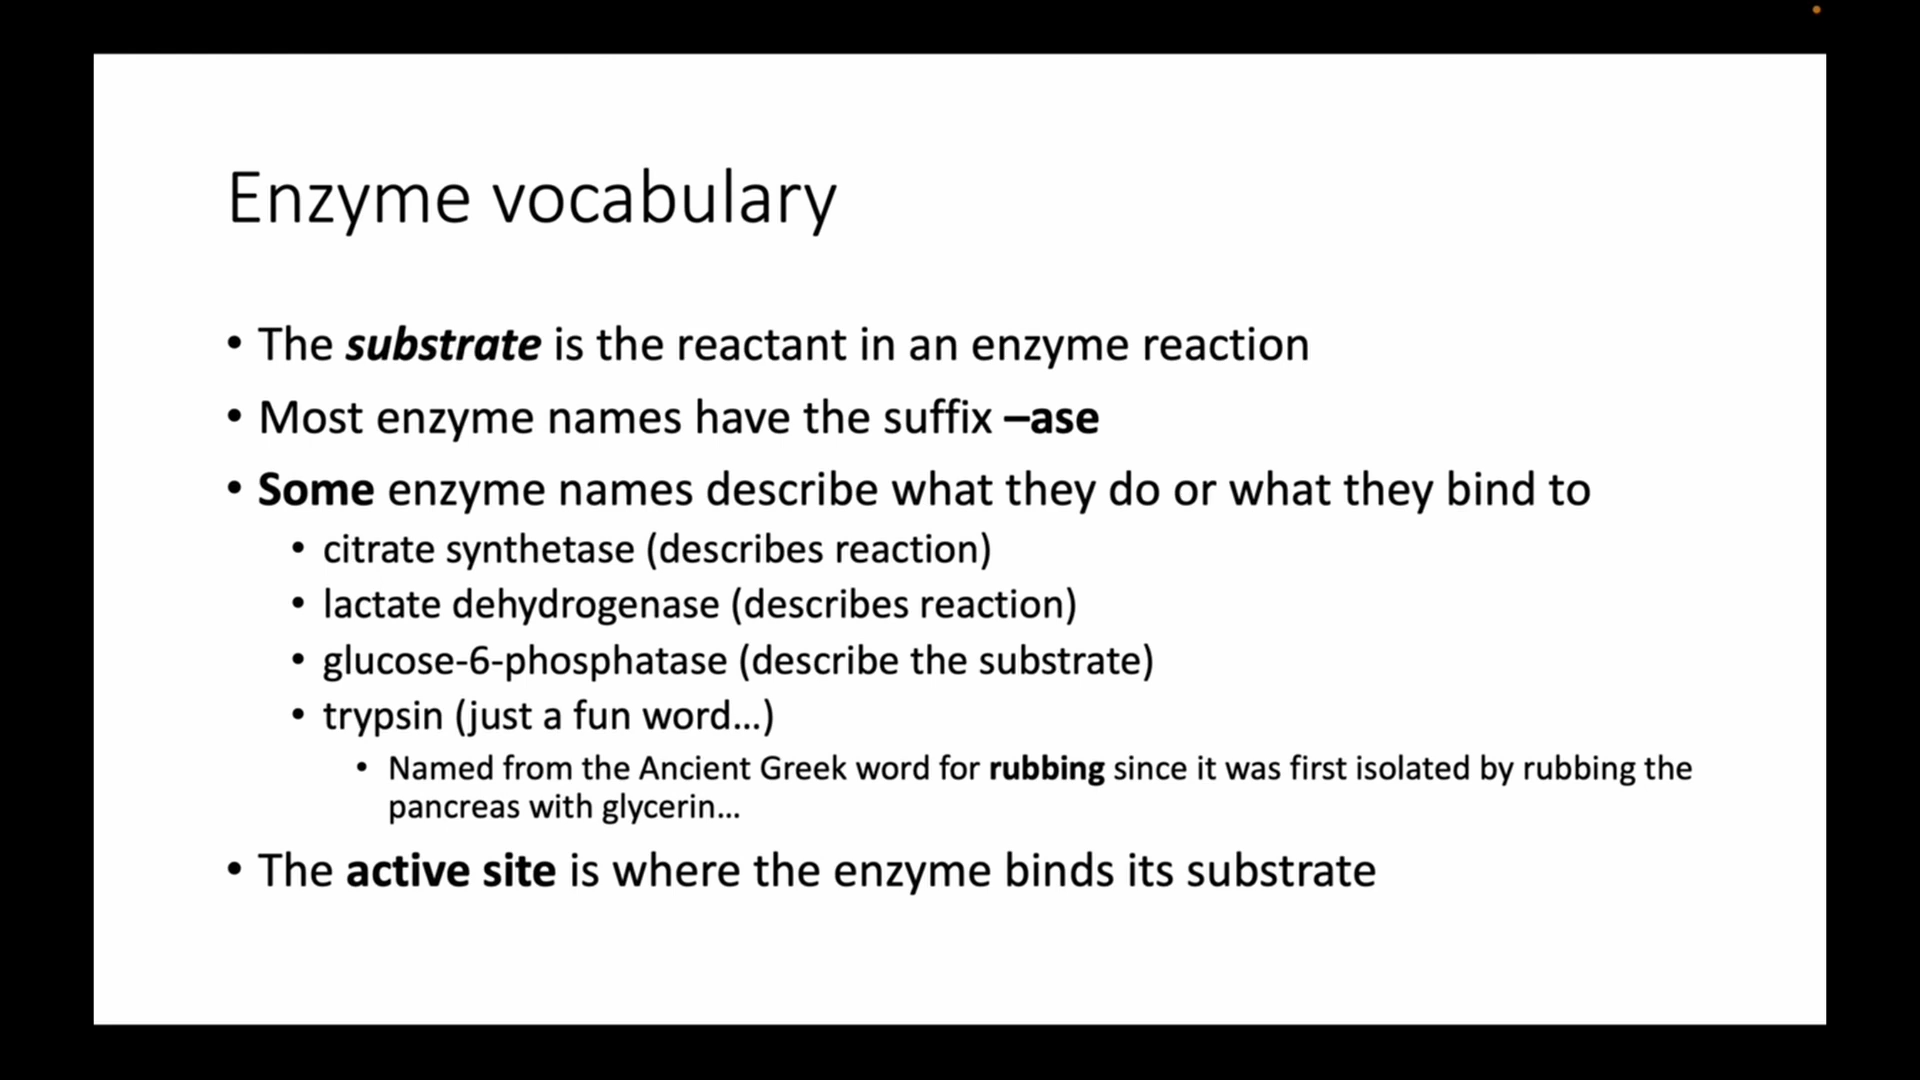 Enzyme vocabulary
• The substrate is the reactant in an enzyme reaction
• Most enzyme names have the suffix –ase
• Some enzyme names describe what they do or what they bind to
• citrate synthetase (describes reaction)
• lactate dehydrogenase (describes reaction)
• glucose-6-phosphatase (describe the substrate)
• trypsin (just a fun word...)
• Named from the Ancient Greek word for rubbing since it was first isolated by rubbing the
pancreas with glycerin...
• The active site is where the enzyme binds its substrate